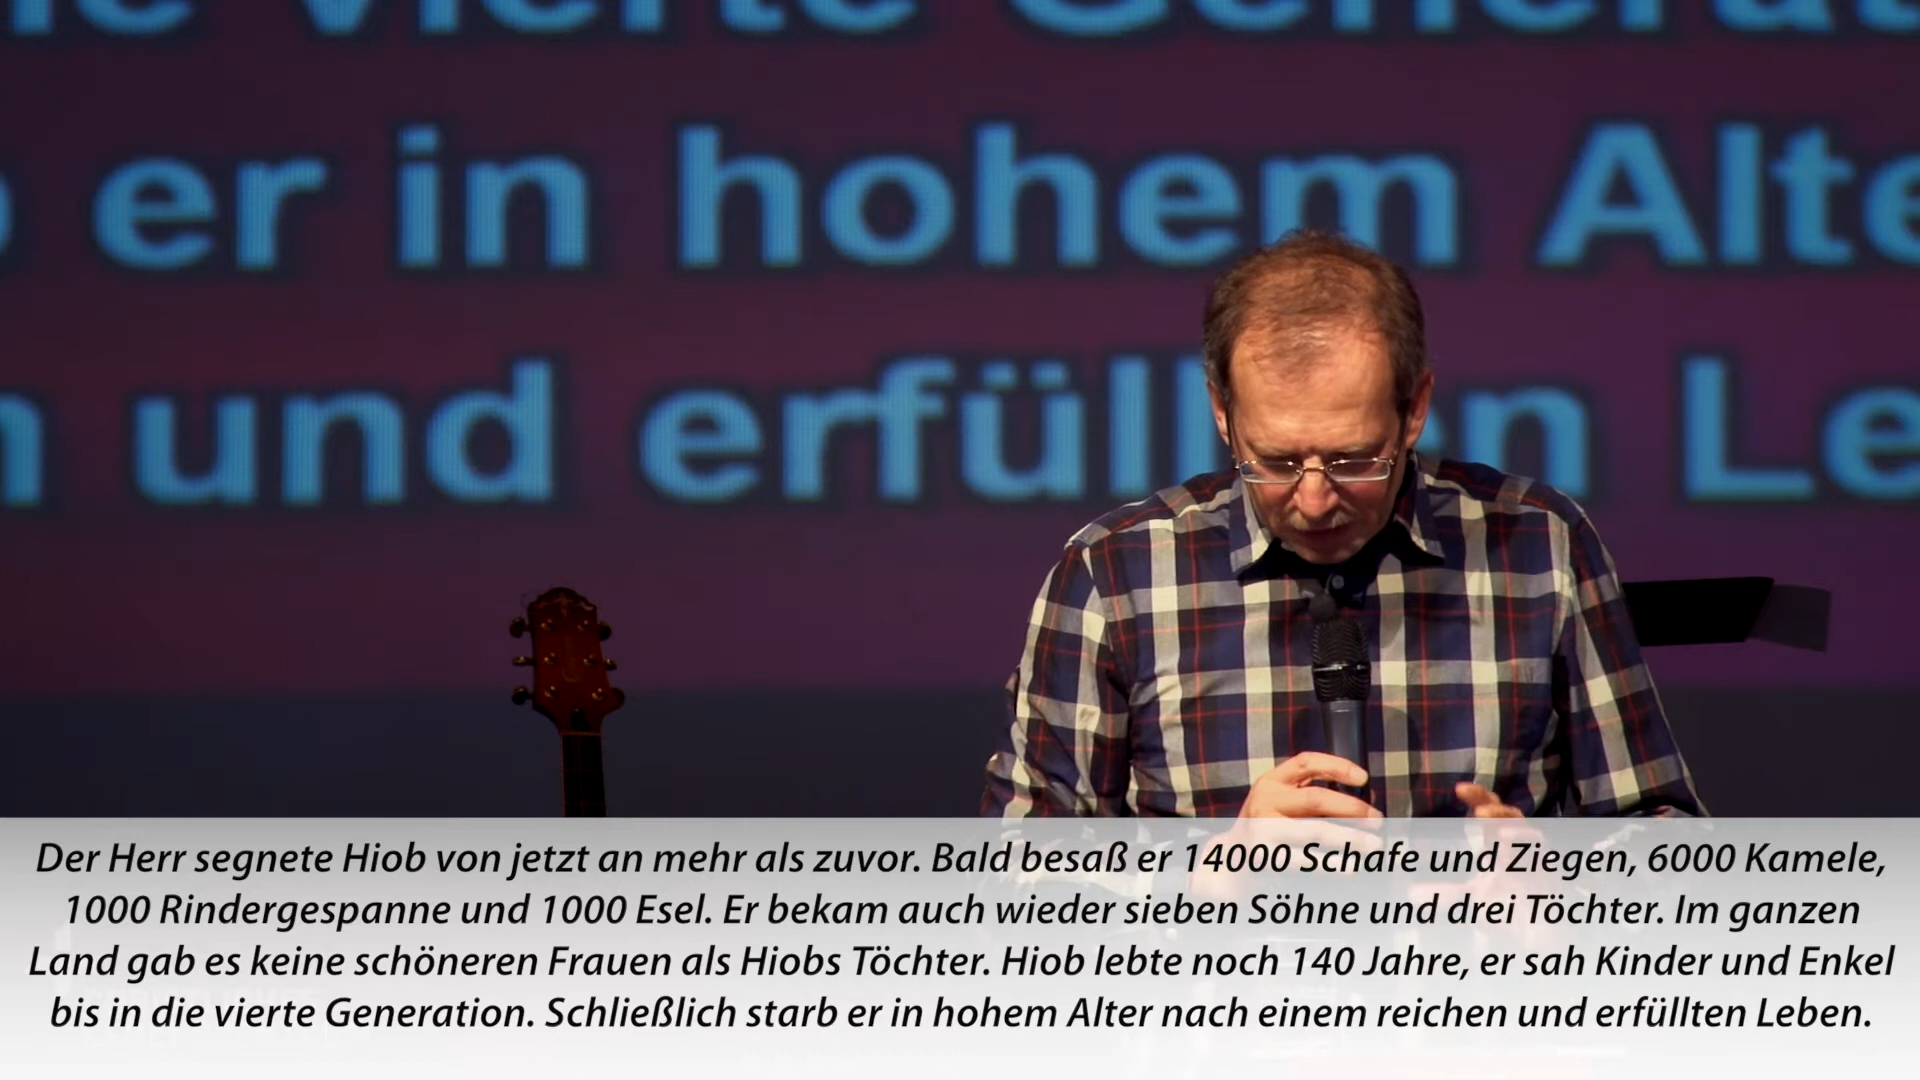 ie vierte Generat
er in hohem Alte
und erfüll en Le
Der Herr segnete Hiob von jetzt an mehr als zuvor. Bald besaß er 14000 Schafe und Ziegen, 6000 Kamele,
1000 Rindergespanne und 1000 Esel. Er bekam auch wieder sieben Söhne und drei Töchter. Im ganzen
Land gab es keine schöneren Frauen als Hiobs Töchter. Hiob lebte noch 140 Jahre, er sah Kinder und Enkel
bis in die vierte Generation. Schließlich starb er in hohem Alter nach einem reichen und erfüllten Leben.